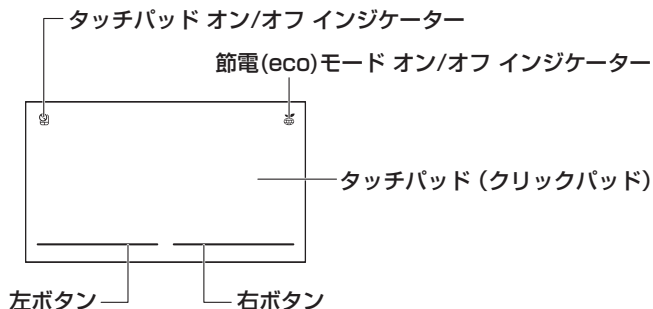 タッチパッド オン/オフ インジケーター
節電(eco)モード オン/オフ インジケーター
タッチパッド（クリックパッド）
左ボタン
右ボタン